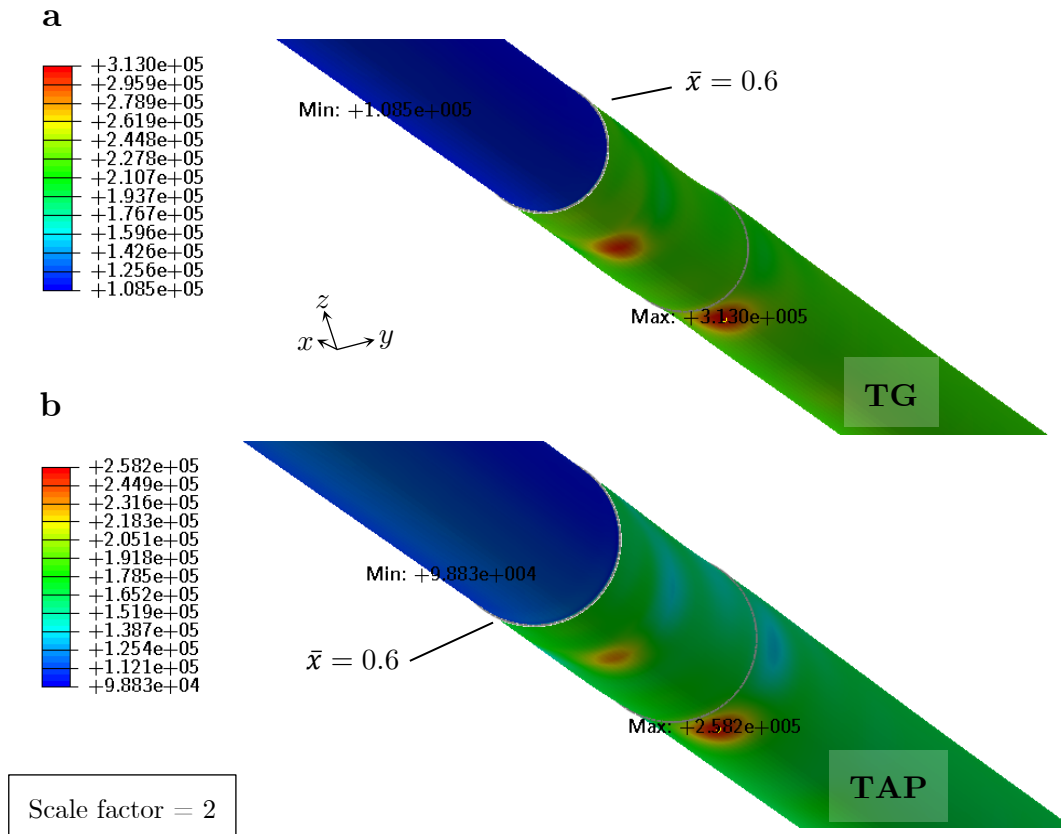 a
+3.130e+05
+2.959e+05
+2.789e+05
+2.619e+05
+2.448e+05
+2.278e+05
+2.107e+05
+1.937e+05
+1.767e+05
+1.596e+05
+1.426e+05
+1.256e+05
+1.085e+05
x̄ = 0.6
Min: +1.085e+005
Max: +3.130e+005
z
x
y
TG
b
+2.582e+05
+2.449e+05
+2.316e+05
+2.183e+05
+2.051e+05
+1.918e+05
+1.785e+05
+1.652e+05
+1.519e+05
+1.387e+05
+1.254e+05
+1.121e+05
+9.883e+04
Min: +9.883e+004
x̄ = 0.6
Max: +2.582e+005
TAP
Scale factor = 2